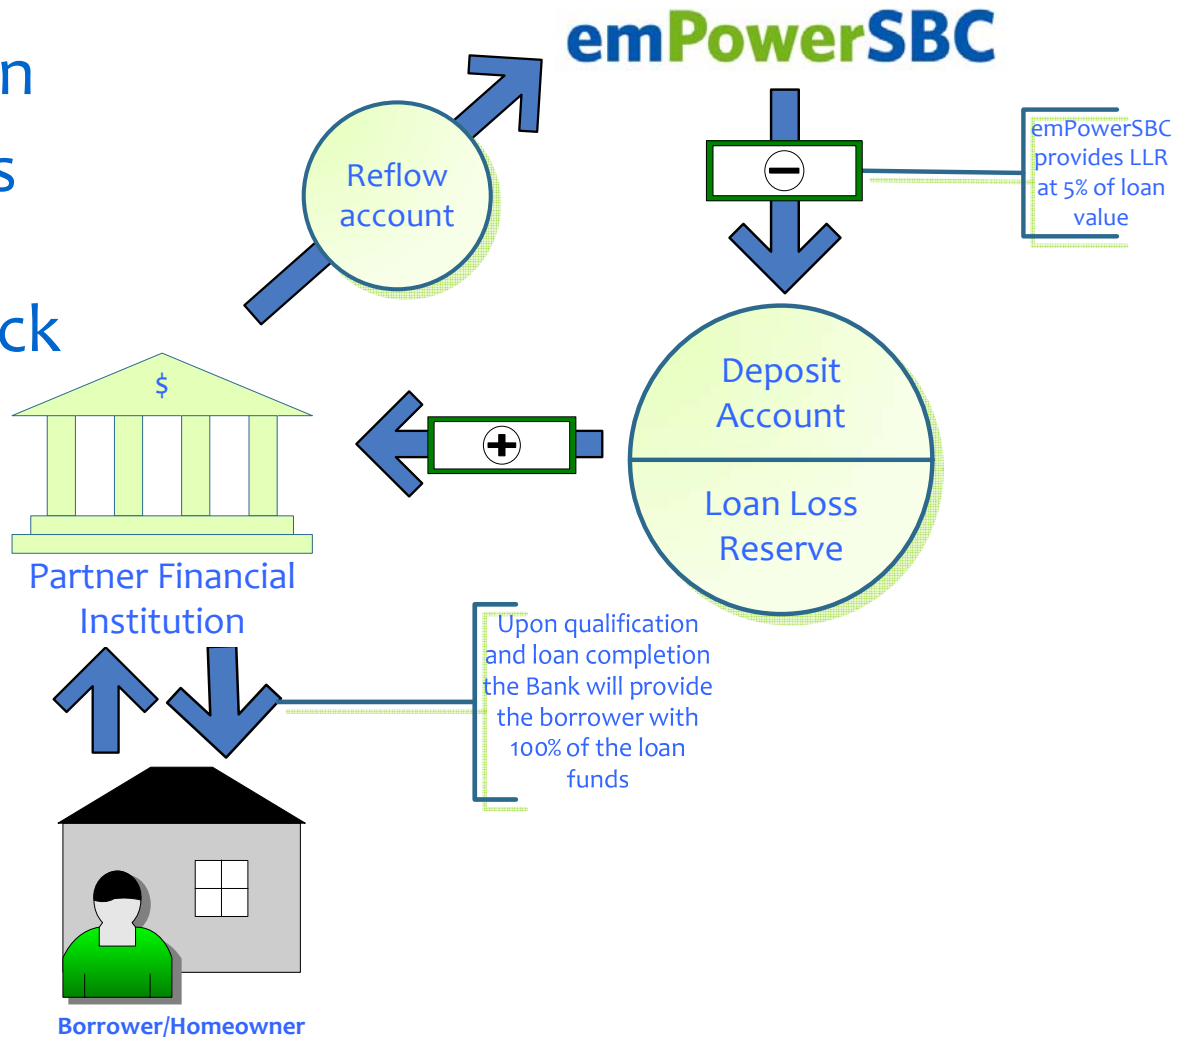 n
s
ck
emPowerSBC
Reflow
account
emPowerSBC
provides LLR
at 5% of loan
value
$
Deposit
Account
Loan Loss
Reserve
Partner Financial
Institution
Upon qualification
and loan completion
the Bank will provide
the borrower with
100% of the loan
funds
Borrower/Homeowner